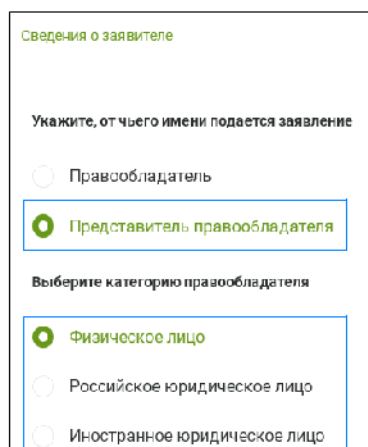 Сведения о заявителе
Укажите, от чьего имени подается заявление
Правообладатель
Представитель правообладателя
Выберите категорию правообладателя
Физическое лицо
Российское юридическое лицо
Иностранное юридическое лицо